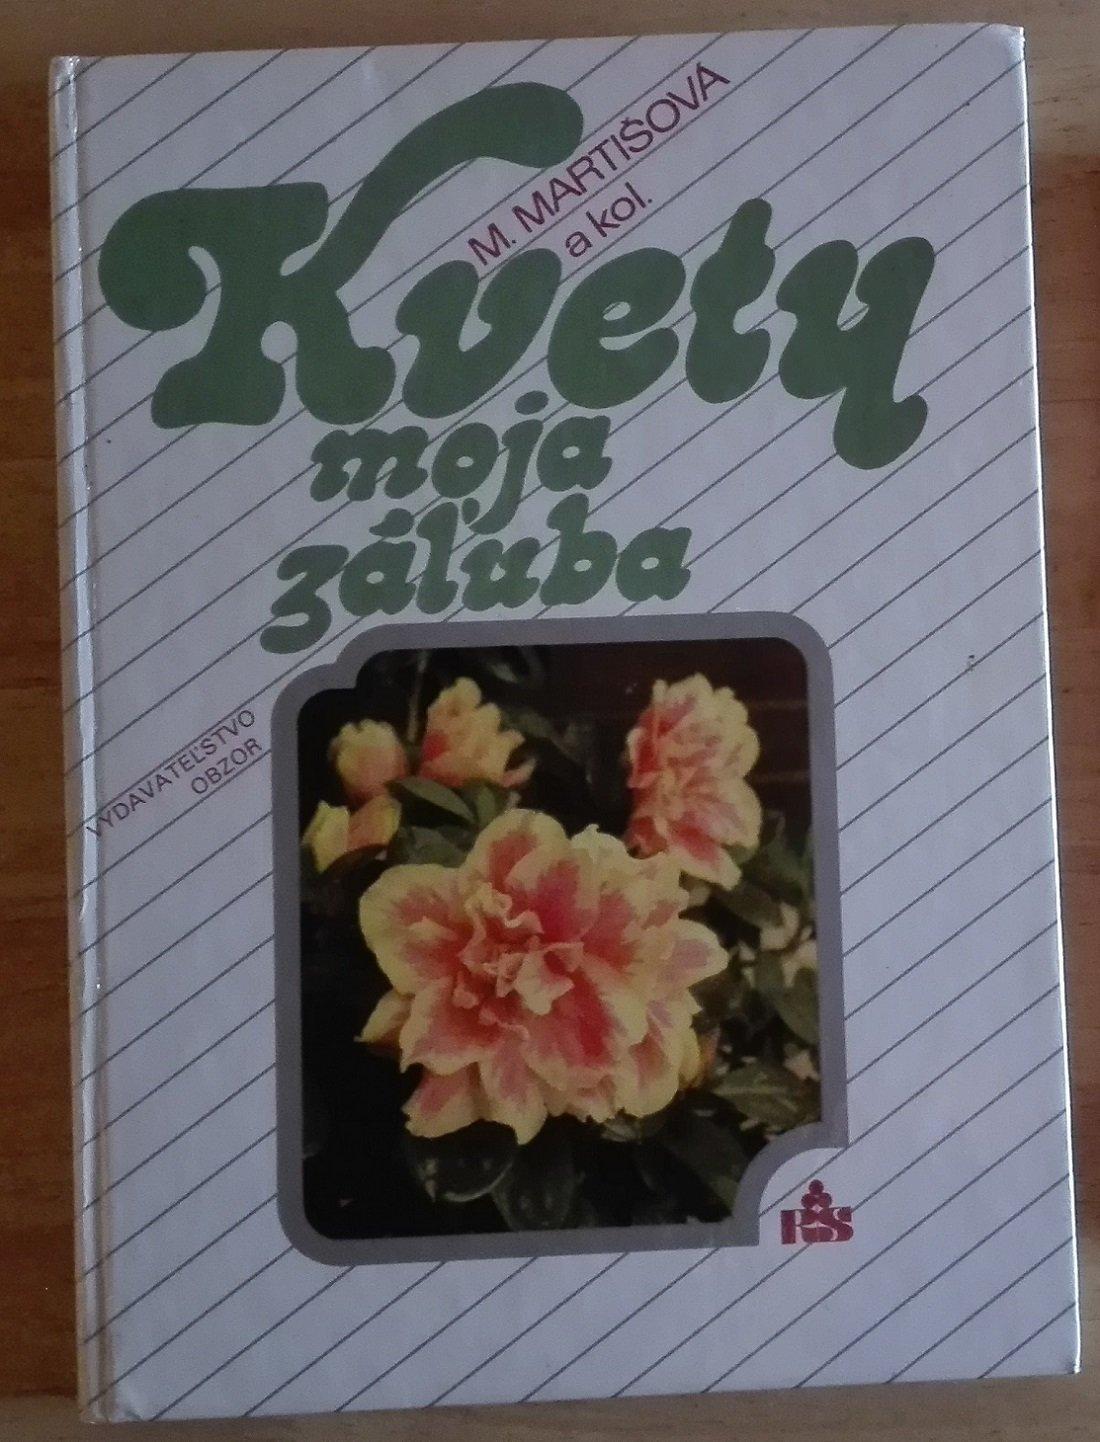 M. MARTIŠOVÁ
a kol.
Kvety
moja
záľuba
VYDAVATEĽSTVO
OBZOR